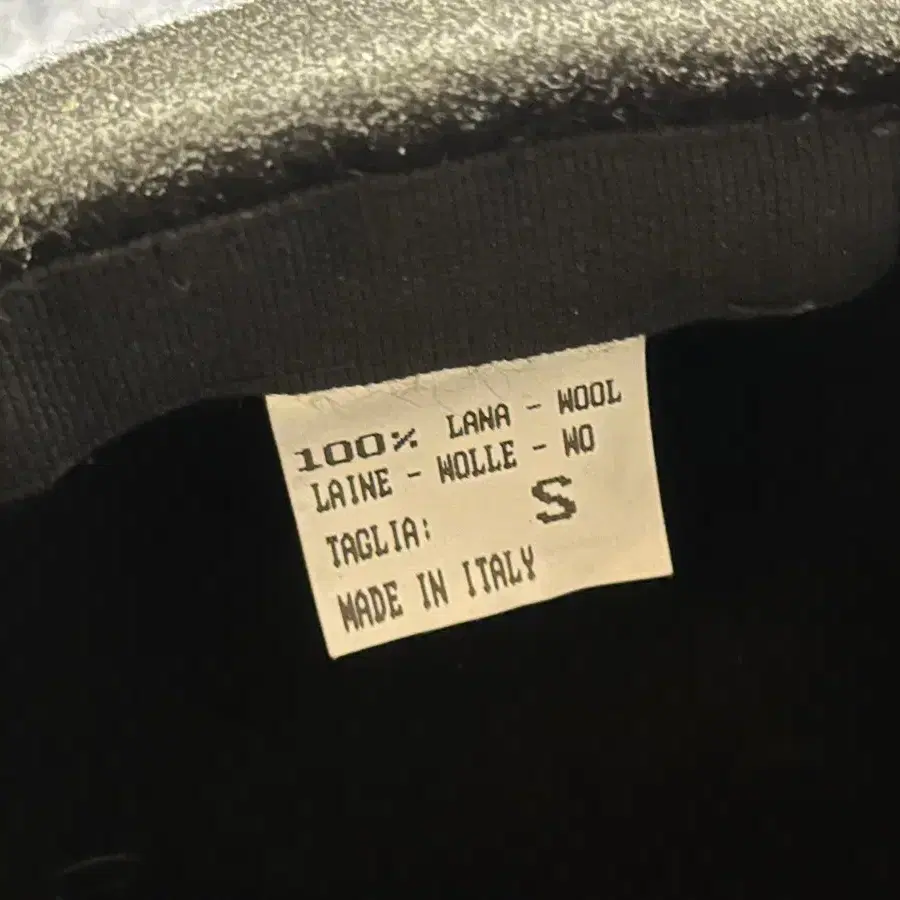 100% LANA - WOOL
LAINE - WOLLE - WO
TAGLIA: S
MADE IN ITALY